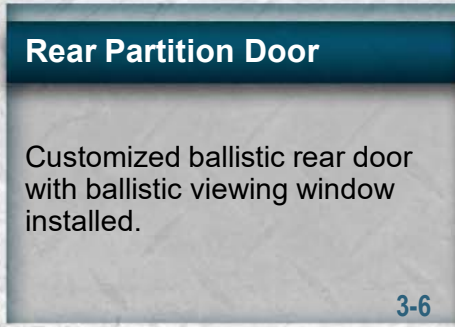 Rear Partition Door
Customized ballistic rear door
with ballistic viewing window
installed.
3-6